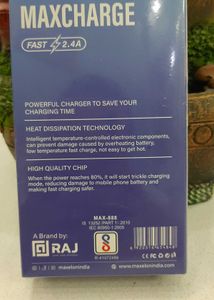 MAXCHARGE
FAST 2.4A
POWERFUL CHARGER TO SAVE YOUR
CHARGING TIME
HEAT DISSIPATION TECHNOLOGY
Intelligent temperature-controlled electronic components,
can prevent damage caused by overheating battery,
low temperature fast charging, not easy to get hot.
HIGH QUALITY CHIP
When the power reaches 80%, it will start trickle charging
mode, reducing damage to mobile phone battery and
making fast charging safer.
MAX-888
IS 13252 PART 1: 2010
IEC 60950-1:2005
A Brand by:
RAJ
maxelonindia
www.maxelon.in